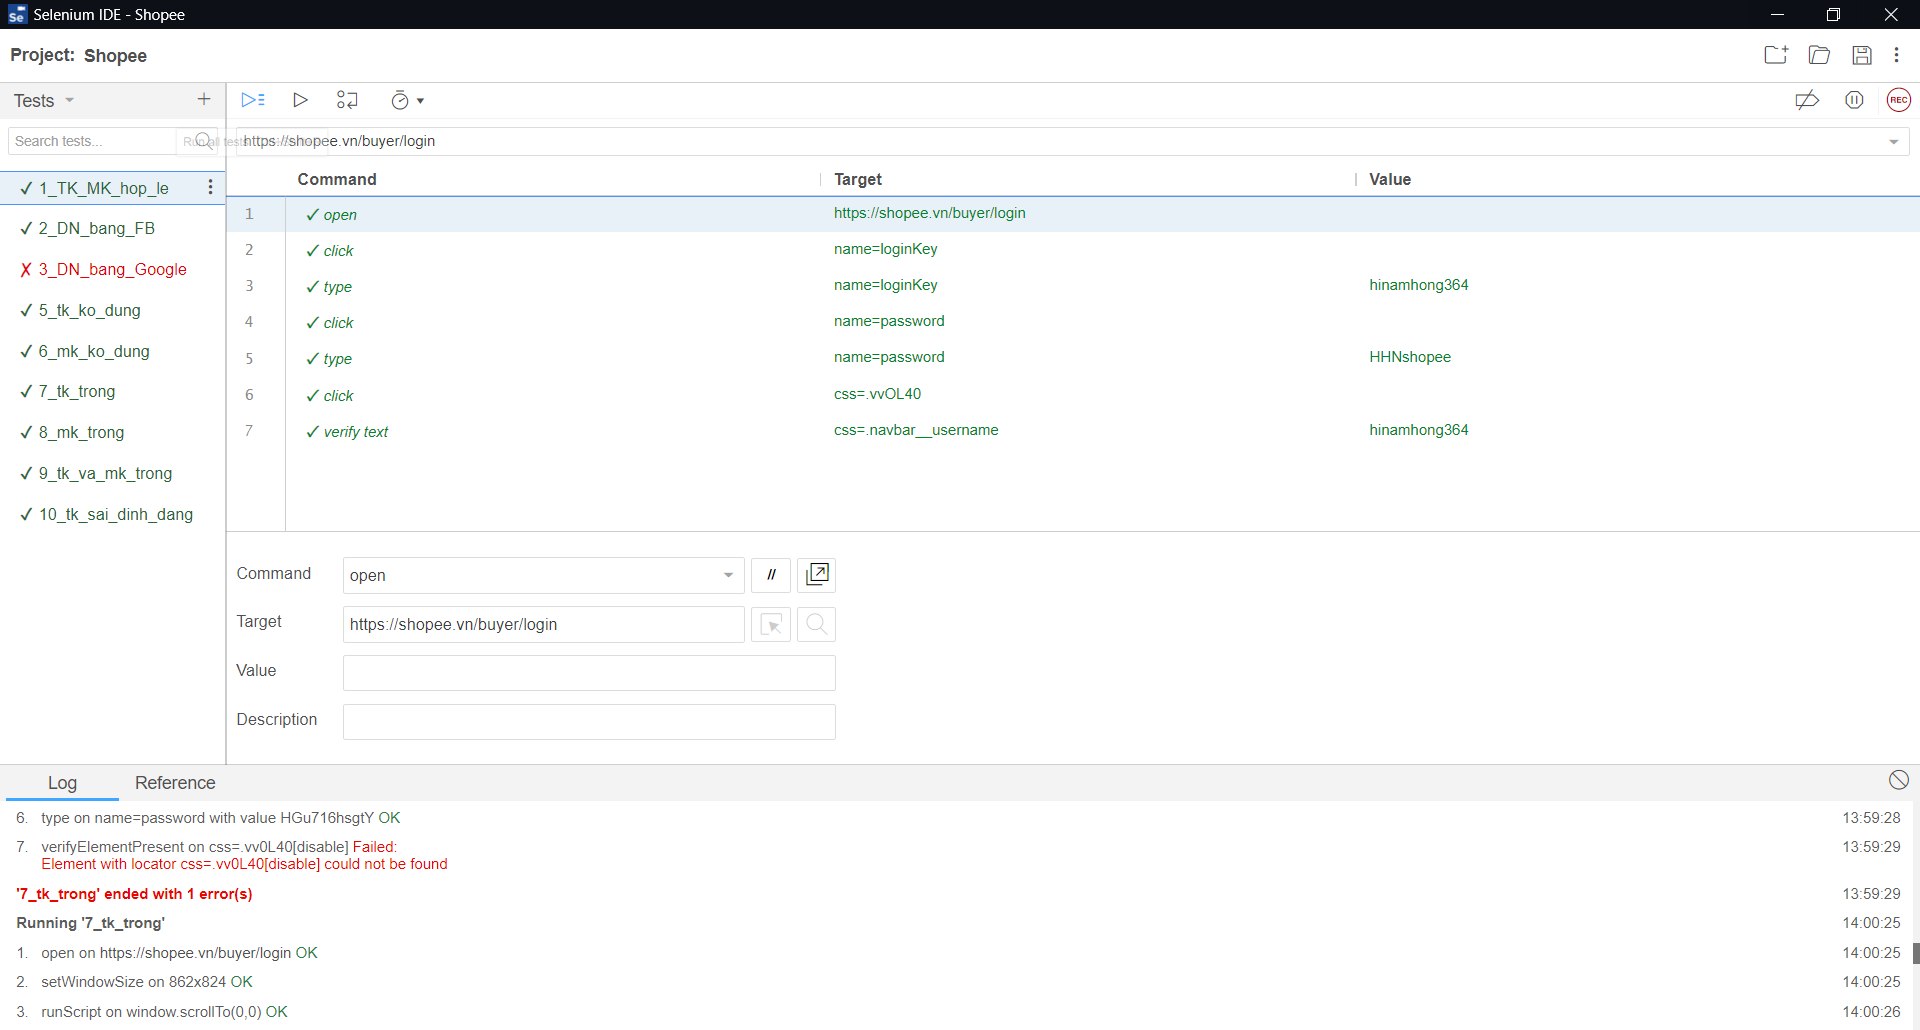 Selenium IDE - Shopee
Project: Shopee
Tests
Search tests...
https://shopee.vn/buyer/login
Command Target Value
✓ 1_TK_MK_hop_le
✓ 2_DN_bang_FB
✗ 3_DN_bang_Google
✓ 5_tk_ko_dung
✓ 6_mk_ko_dung
✓ 7_tk_trong
✓ 8_mk_trong
✓ 9_tk_va_mk_trong
✓ 10_tk_sai_dinh_dang
1 ✓ open https://shopee.vn/buyer/login
2 ✓ click name=loginKey
3 ✓ type name=loginKey hinamhong364
4 ✓ click name=password
5 ✓ type name=password HHNshopee
6 ✓ click css=.vvOL40
7 ✓ verify text css=.navbar__username hinamhong364
REC
Command open //
Target https://shopee.vn/buyer/login
Value
Description
Log Reference
6. type on name=password with value HGu716hsgtY OK 13:59:28
7. verifyElementPresent on css=.vv0L40[disable] Failed: 13:59:29
Element with locator css=.vv0L40[disable] could not be found
'7_tk_trong' ended with 1 error(s) 13:59:29
Running '7_tk_trong' 14:00:25
1. open on https://shopee.vn/buyer/login OK 14:00:25
2. setWindowSize on 862x824 OK 14:00:25
3. runScript on window.scrollTo(0,0) OK 14:00:26